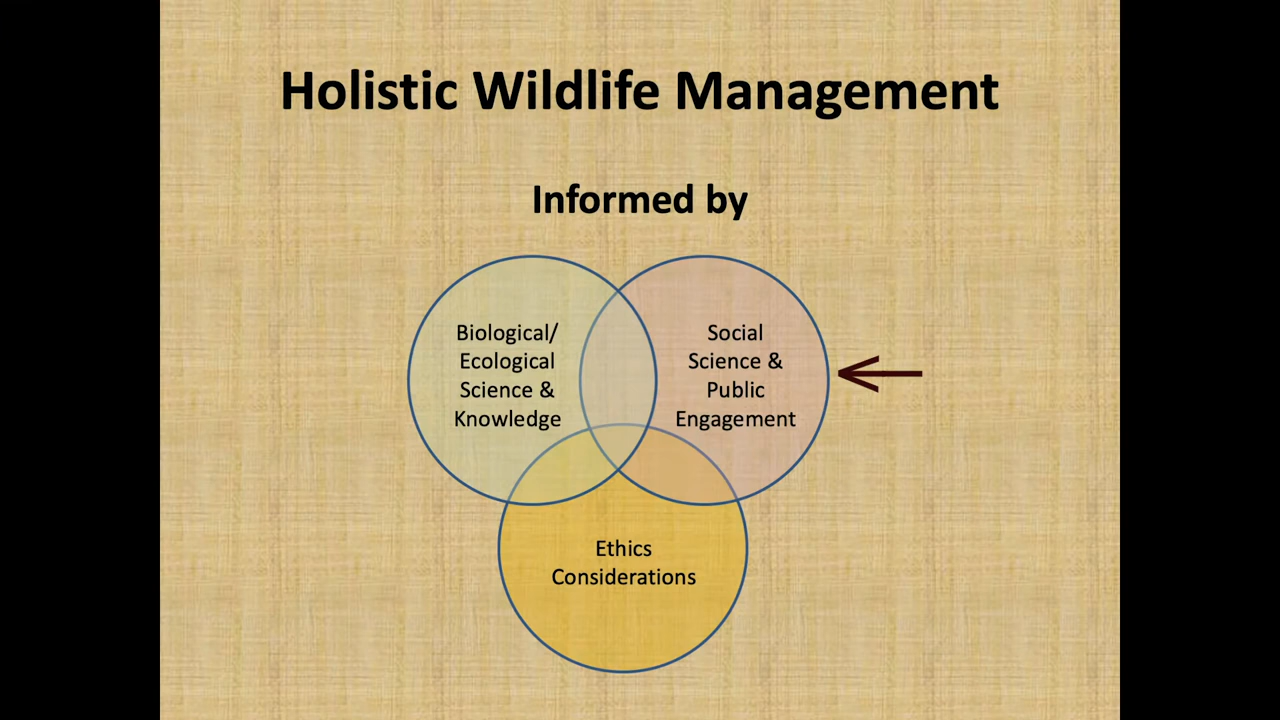 Holistic Wildlife Management
Informed by
Biological/
Ecological
Science &
Knowledge
Social
Science &
Public
Engagement
Ethics
Considerations